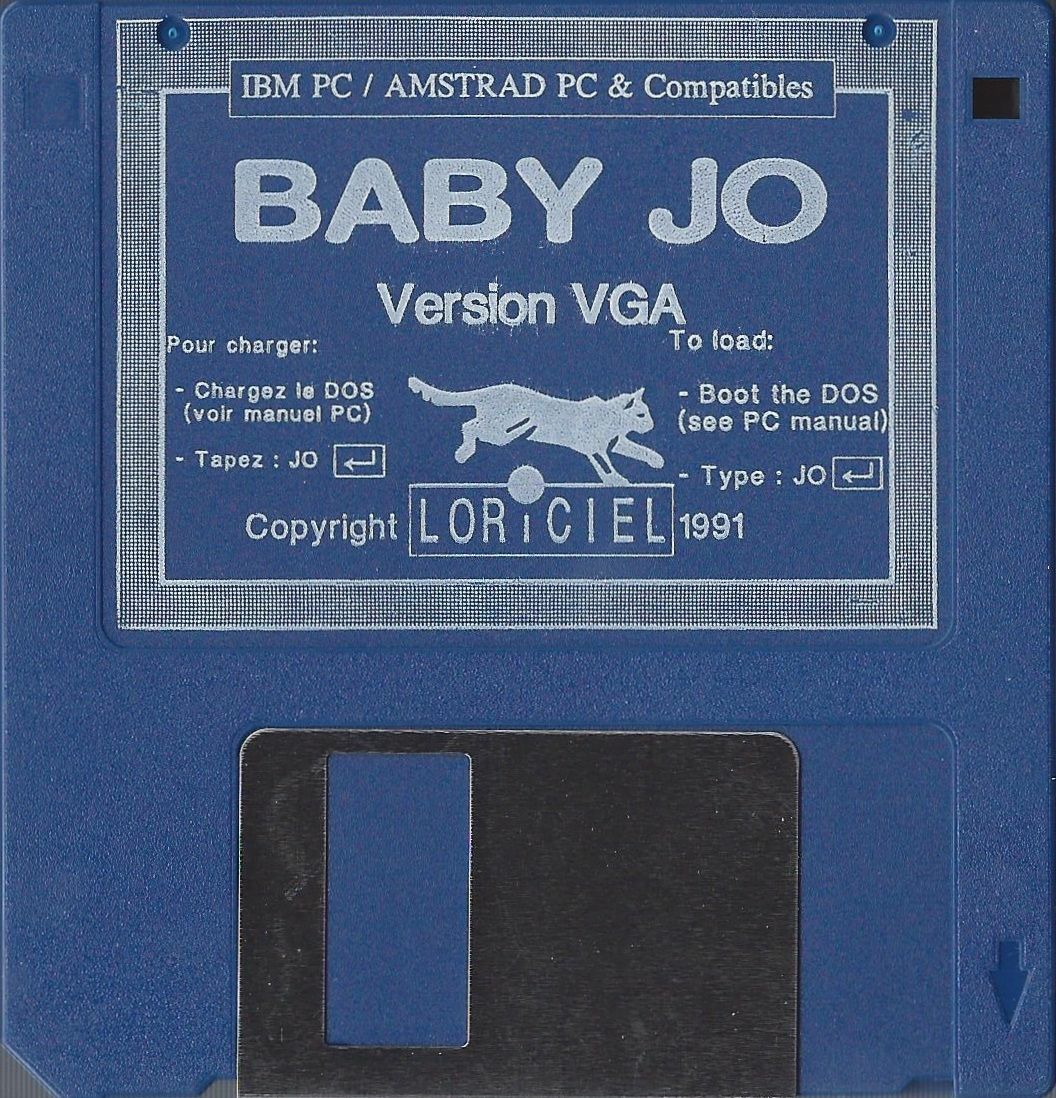 IBM PC / AMSTRAD PC & Compatibles
BABY JO
Version VGA
Pour charger:
- Chargez le DOS
(voir manuel PC)
- Tapez : JO
To load:
- Boot the DOS
(see PC manual)
- Type : JO
Copyright LORICIEL 1991